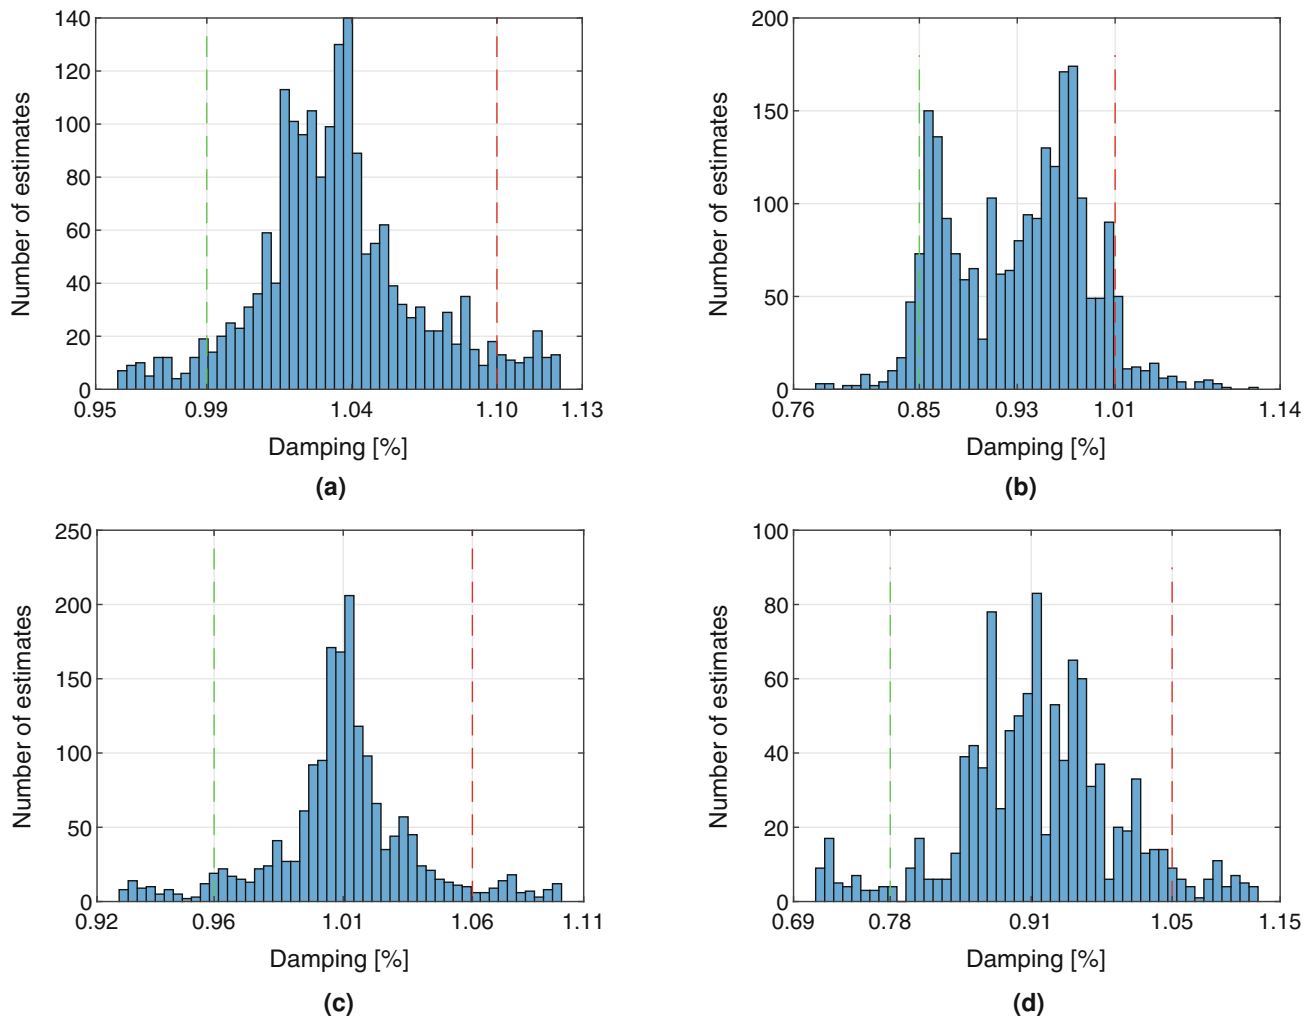 140
120
100
80
60
40
20
0
0.95 0.99 1.04 1.10 1.13
Number of estimates
Damping [%]
(a)
200
150
100
50
0
0.76 0.85 0.93 1.01 1.14
Number of estimates
Damping [%]
(b)
250
200
150
100
50
0
0.92 0.96 1.01 1.06 1.11
Number of estimates
Damping [%]
(c)
100
80
60
40
20
0
0.69 0.78 0.91 1.05 1.15
Number of estimates
Damping [%]
(d)